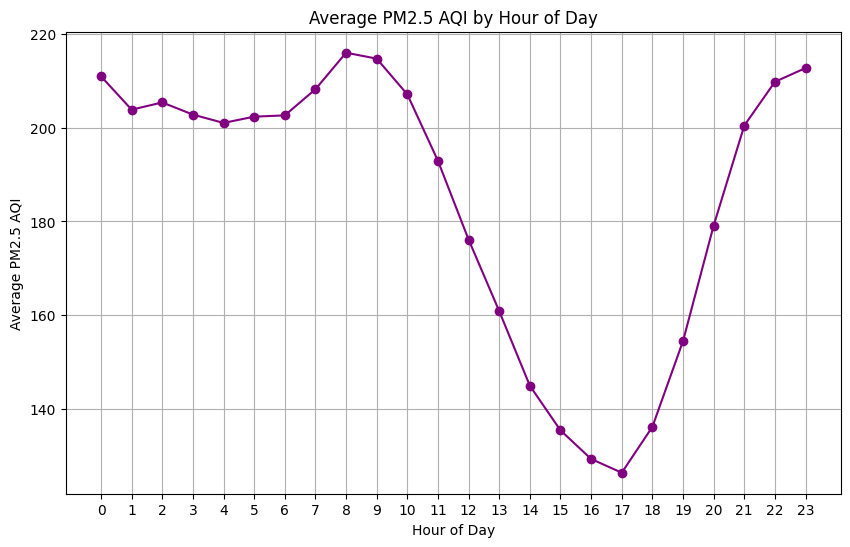 Average PM2.5 AQI by Hour of Day
220
200
180
160
140
Average PM2.5 AQI
0 1 2 3 4 5 6 7 8 9 10 11 12 13 14 15 16 17 18 19 20 21 22 23
Hour of Day